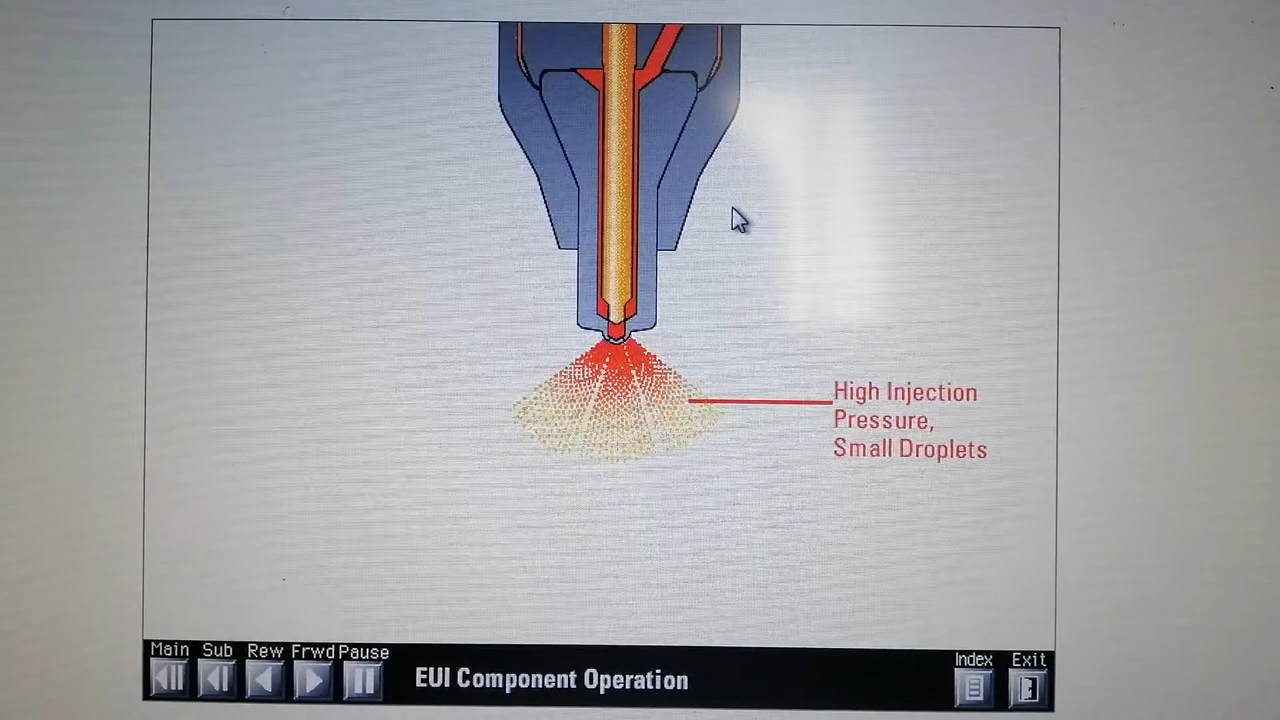 High Injection
Pressure,
Small Droplets
Main Sub Rew Frwd Pause
EUI Component Operation
Index Exit